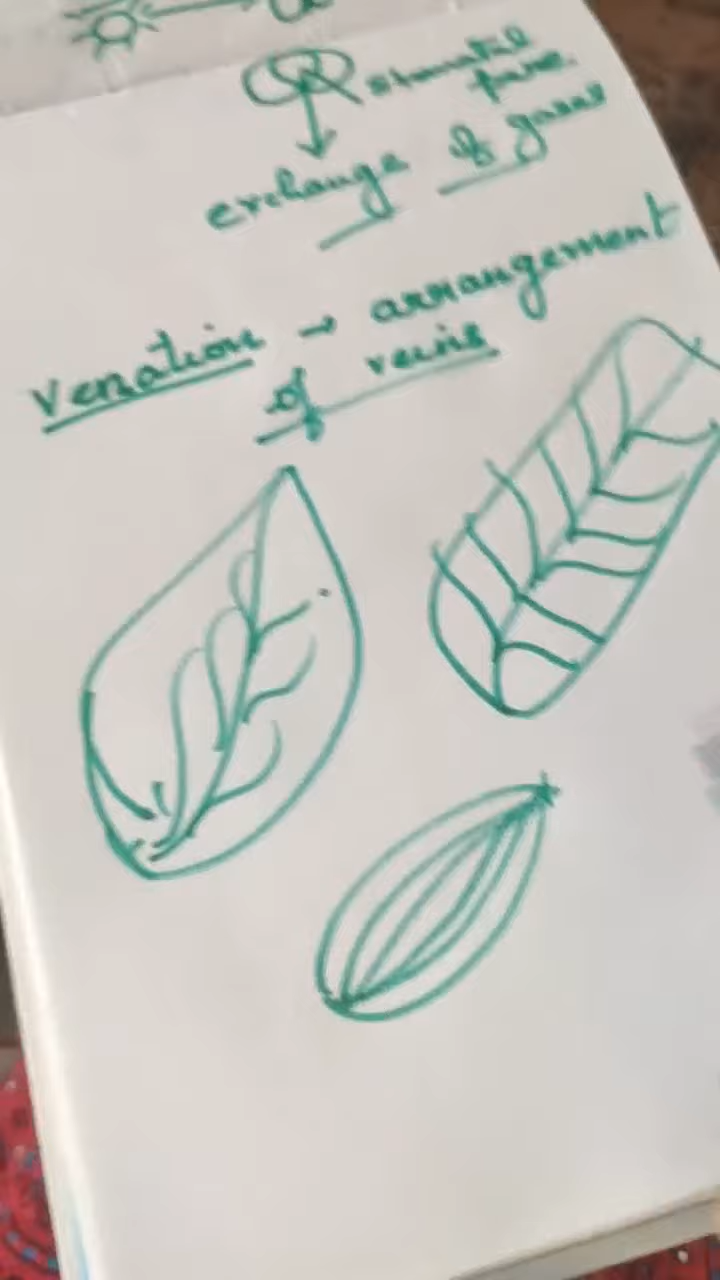 stomatal
pore.
exchange of gases
Venation → arrangement
of veins